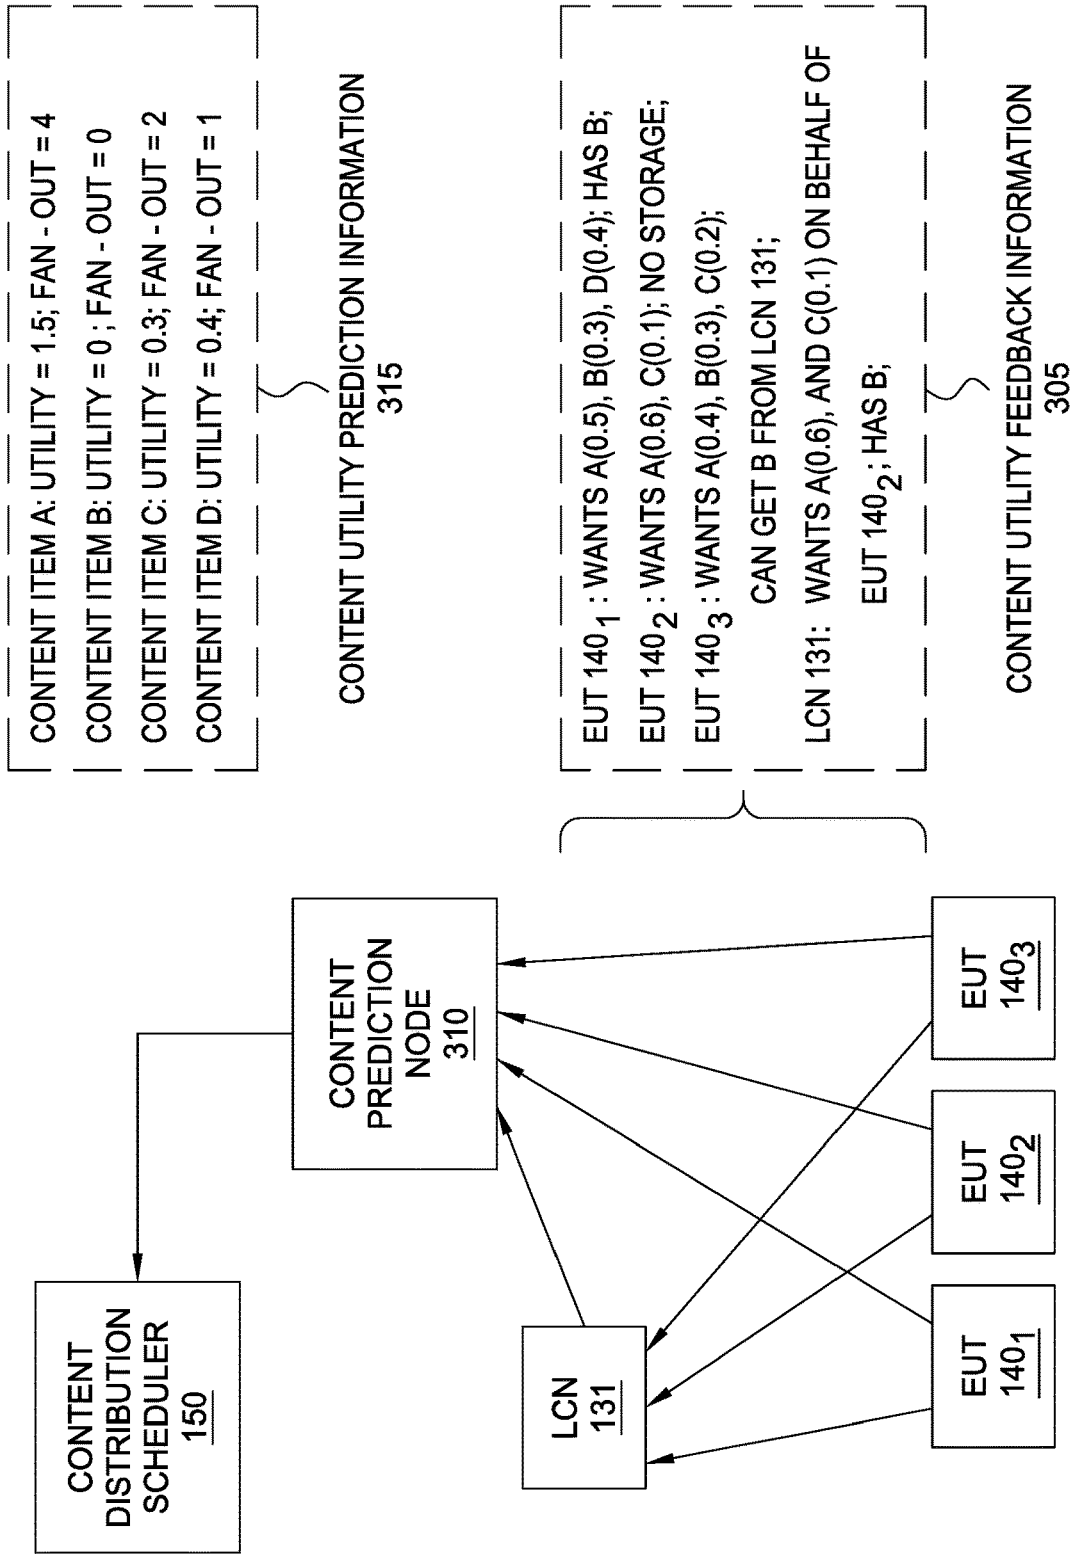 CONTENT
DISTRIBUTION
SCHEDULER
150
CONTENT
PREDICTION
NODE
310
LCN
131
EUT
140₁
EUT
140₂
EUT
140₃
CONTENT ITEM A: UTILITY = 1.5; FAN - OUT = 4
CONTENT ITEM B: UTILITY = 0 ; FAN - OUT = 0
CONTENT ITEM C: UTILITY = 0.3; FAN - OUT = 2
CONTENT ITEM D: UTILITY = 0.4; FAN - OUT = 1
CONTENT UTILITY PREDICTION INFORMATION
315
EUT 140₁ : WANTS A(0.5), B(0.3), D(0.4); HAS B;
EUT 140₂ : WANTS A(0.6), C(0.1); NO STORAGE;
EUT 140₃ : WANTS A(0.4), B(0.3), C(0.2);
CAN GET B FROM LCN 131;
LCN 131: WANTS A(0.6), AND C(0.1) ON BEHALF OF
EUT 140₂; HAS B;
CONTENT UTILITY FEEDBACK INFORMATION
305